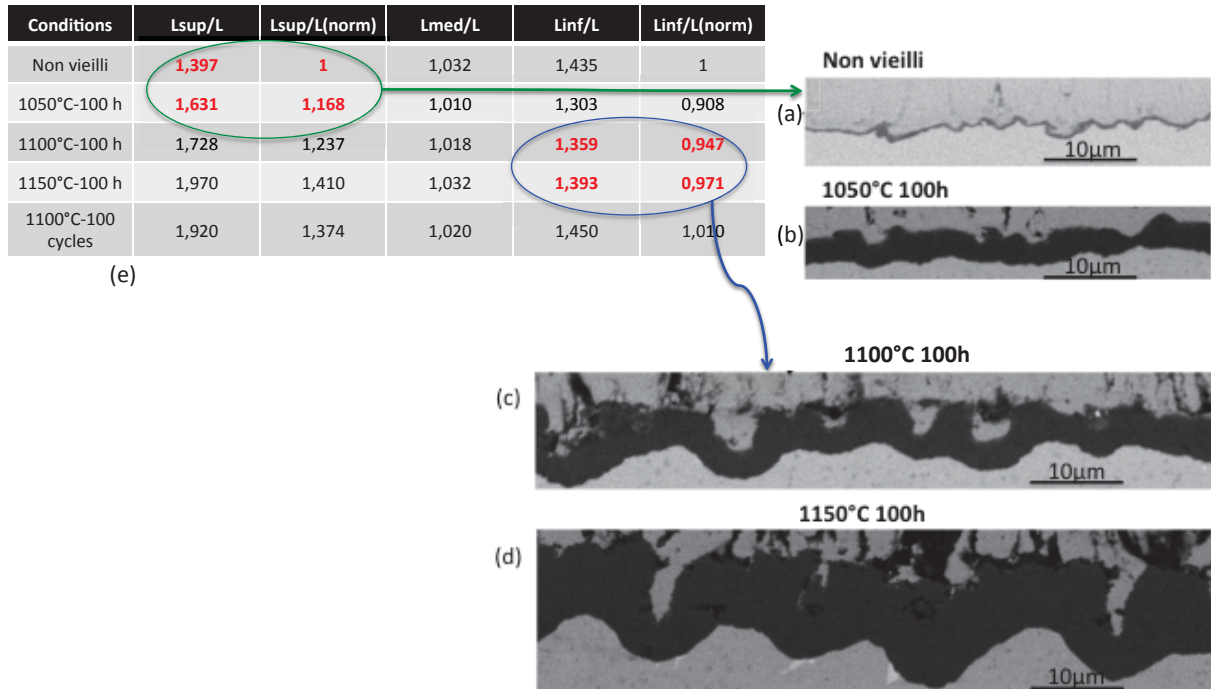 Conditions Lsup/L Lsup/L(norm) Lmed/L Linf/L Linf/L(norm)
Non vieilli 1,397 1 1,032 1,435 1
1050°C-100 h 1,631 1,168 1,010 1,303 0,908
1100°C-100 h 1,728 1,237 1,018 1,359 0,947
1150°C-100 h 1,970 1,410 1,032 1,393 0,971
1100°C-100
cycles 1,920 1,374 1,020 1,450 1,010
(e)
Non vieilli
(a)
10µm
1050°C 100h
(b)
10µm
1100°C 100h
(c)
10µm
1150°C 100h
(d)
10µm